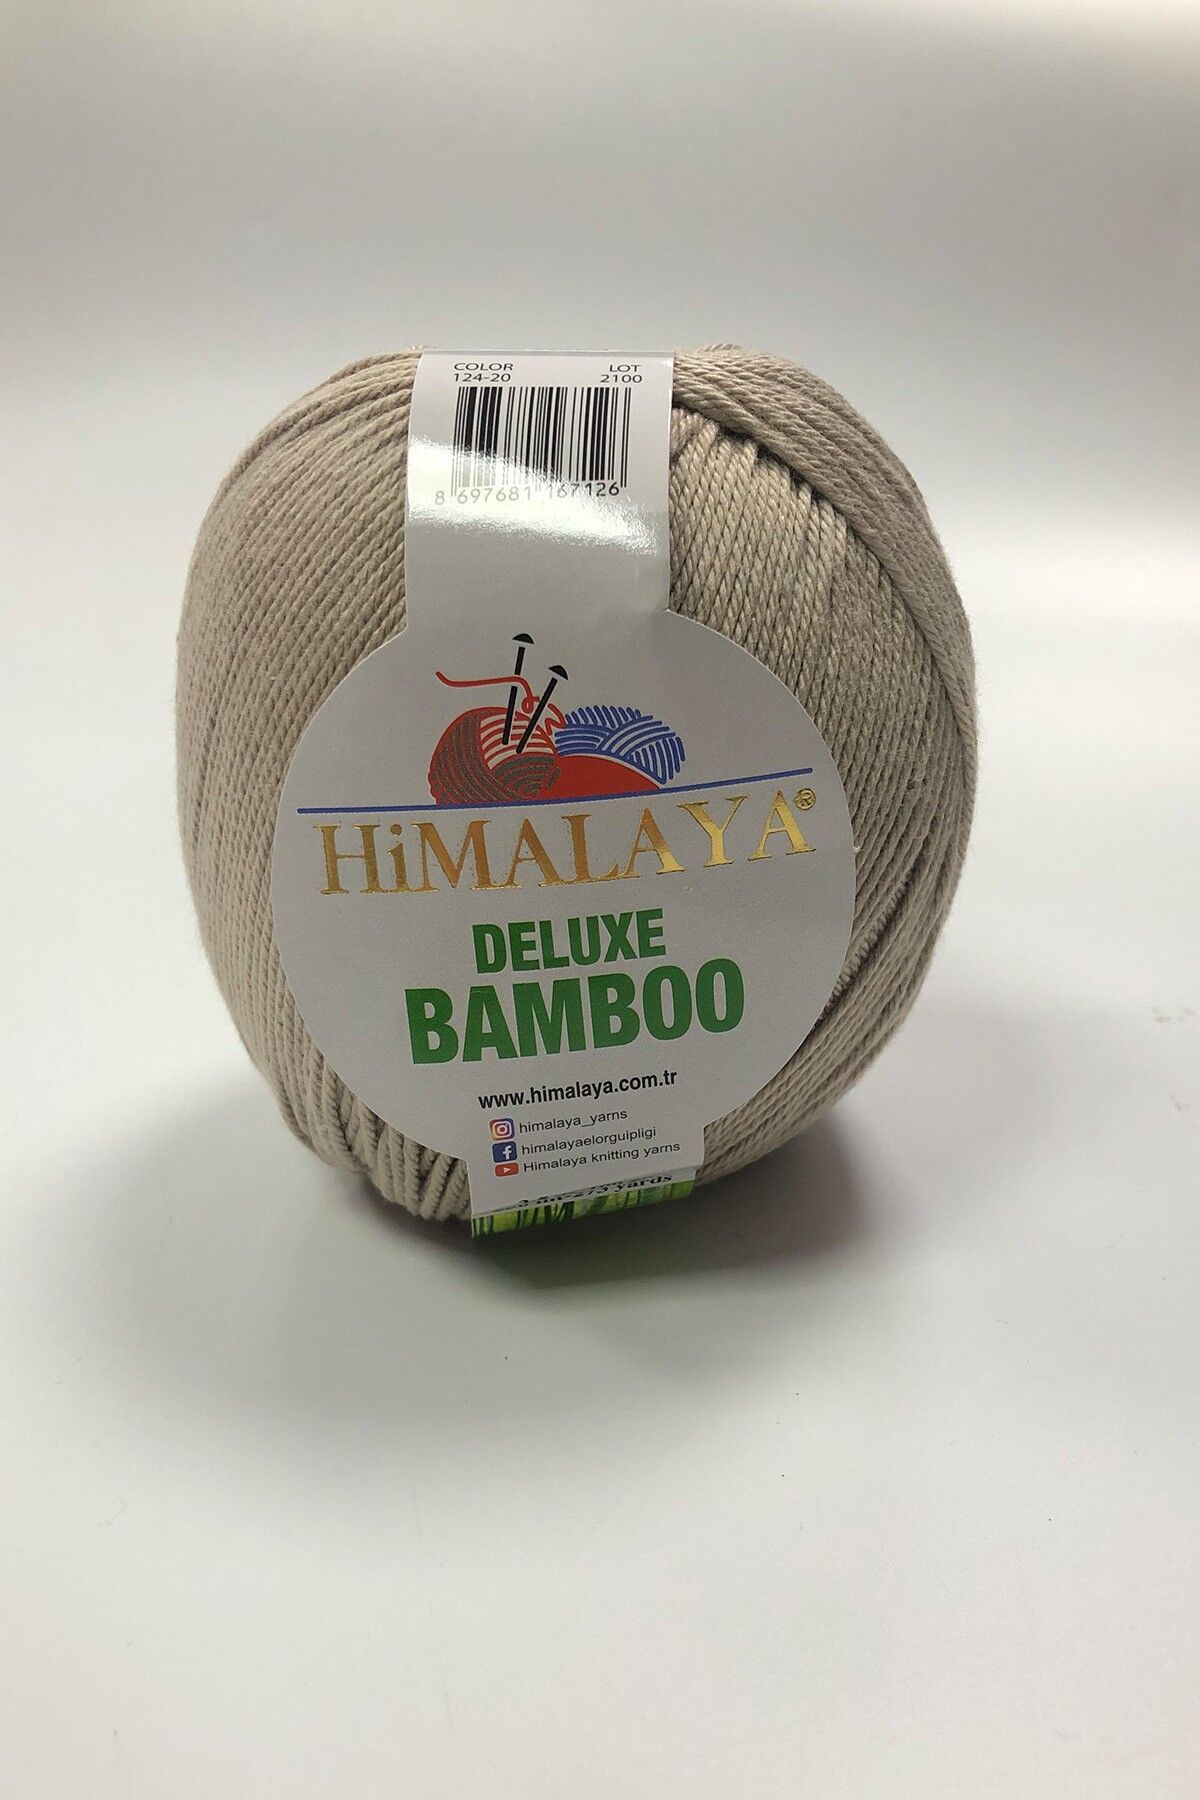 COLOR LOT
124-20 2100
8 697681 167126
HiMALAYA®
DELUXE
BAMBOO
www.himalaya.com.tr
himalaya_yarns
himalayaelorguipligi
Himalaya knitting yarns
yards